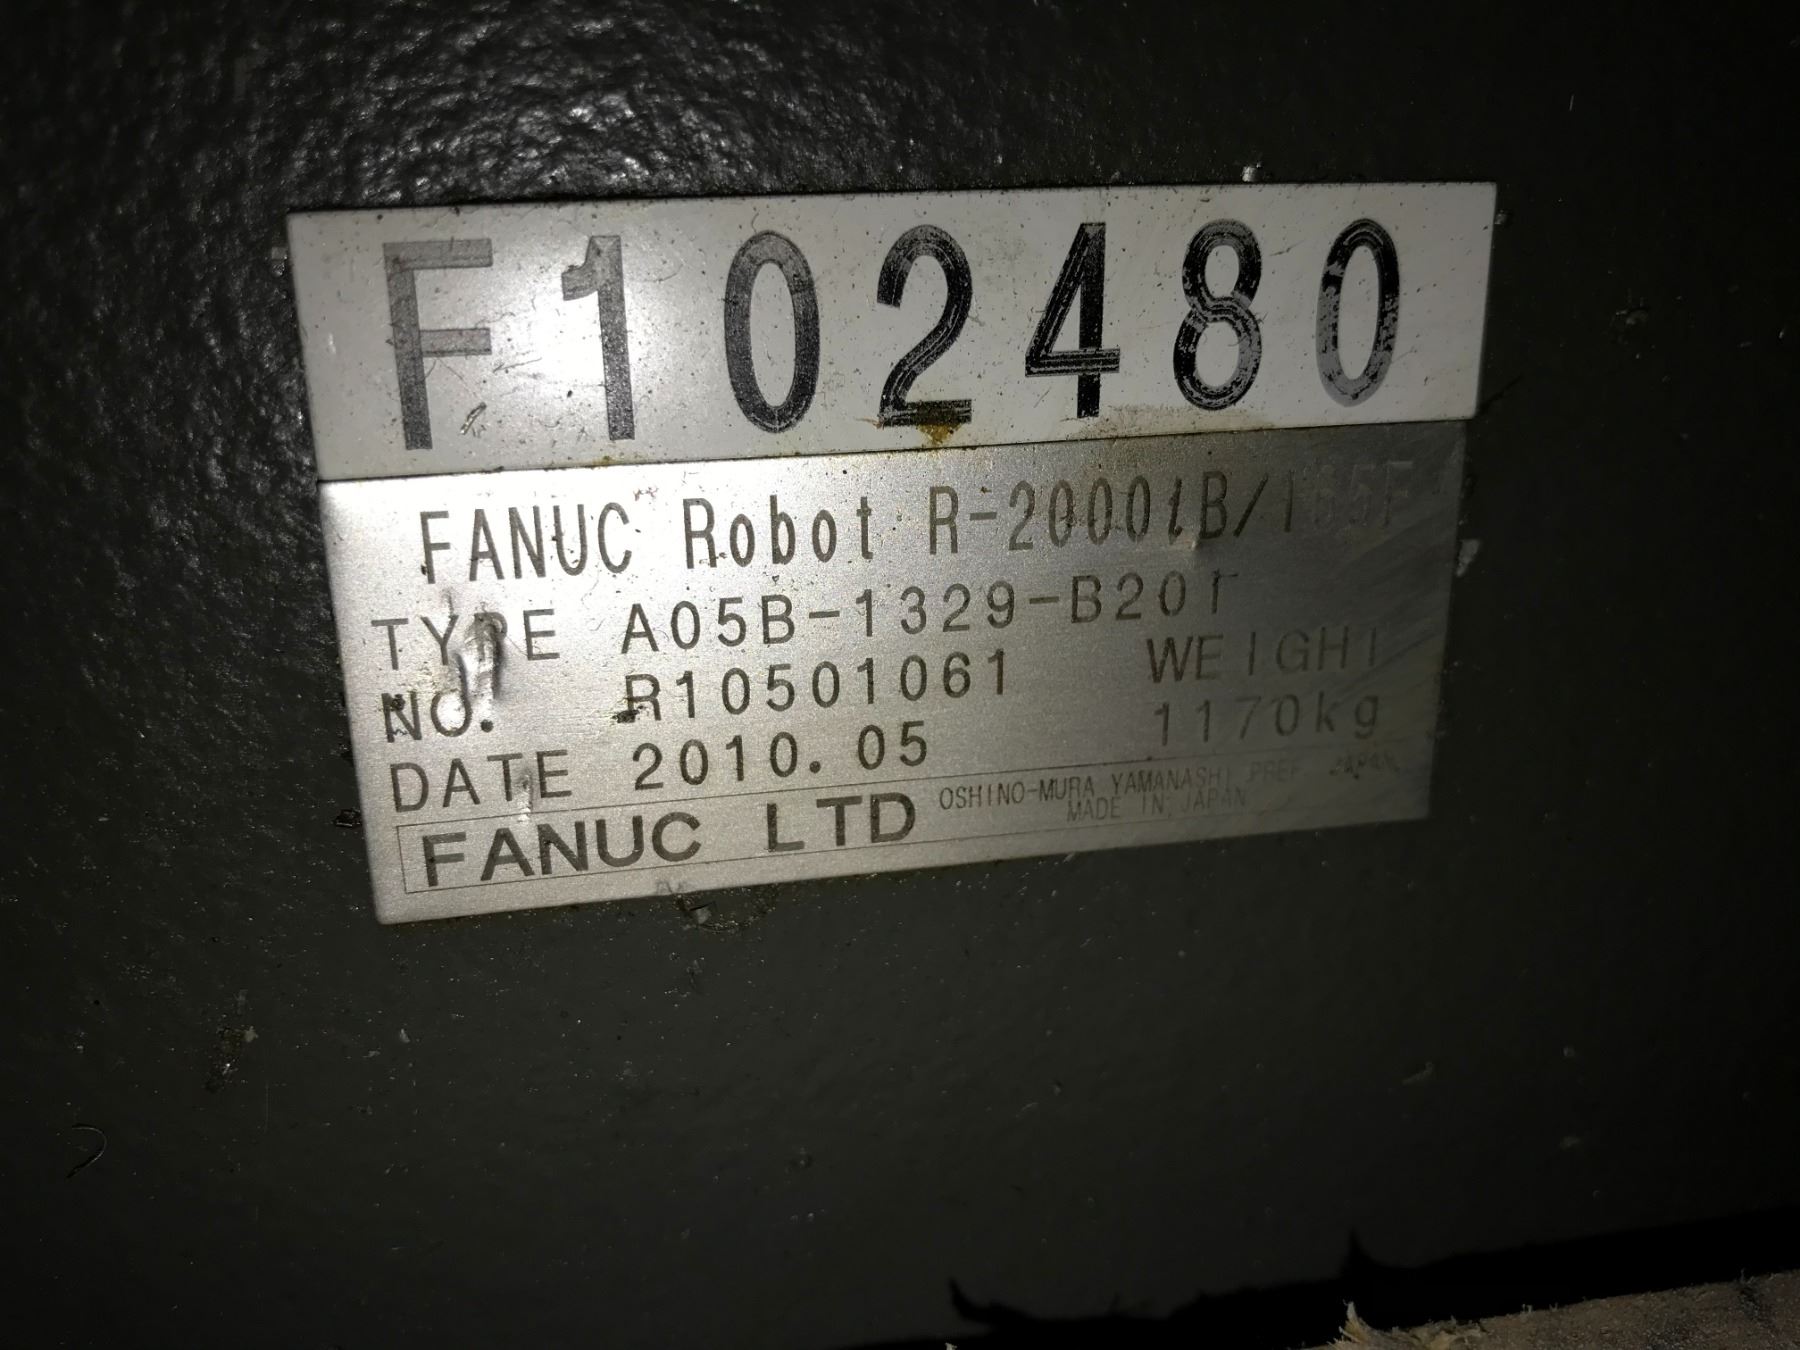 F102480
FANUC Robot R-2000iB/165F
TYPE A05B-1329-B201
NO. R10501061 WEIGHT
DATE 2010.05 1170kg
FANUC LTD OSHINO-MURA YAMANASHI PREF JAPAN
MADE IN JAPAN